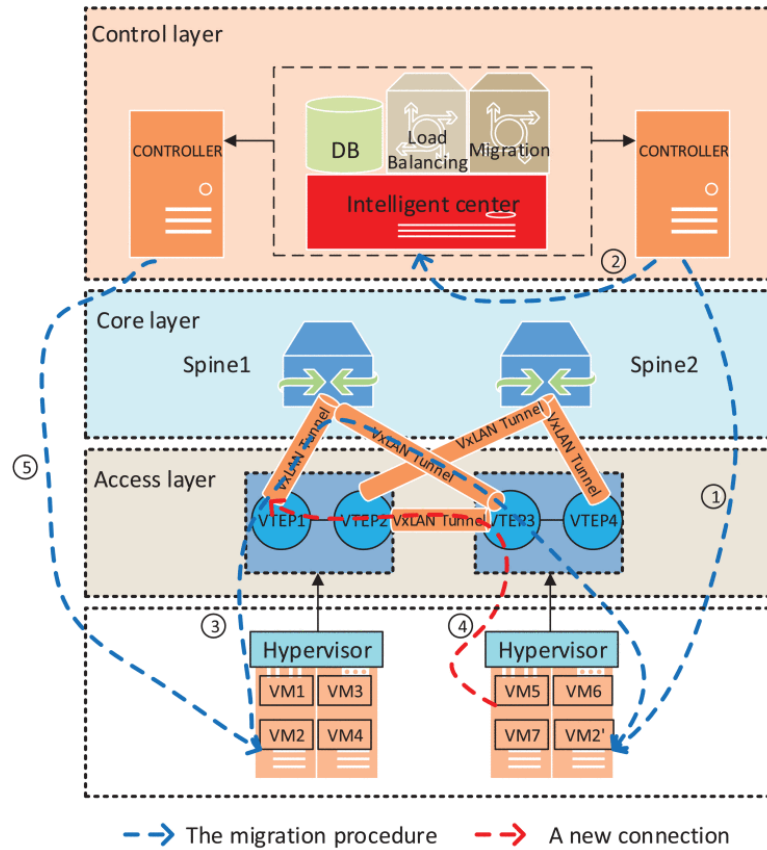 Control layer
CONTROLLER
DB
Load
Balancing
Migration
CONTROLLER
Intelligent center
②
Core layer
Spine1
Spine2
VxLAN Tunnel
VxLAN Tunnel
VxLAN Tunnel
VxLAN Tunnel
⑤
Access layer
①
VTEP1
VTEP2
VxLAN Tunnel
VTEP3
VTEP4
③
④
Hypervisor
Hypervisor
VM1
VM3
VM5
VM6
VM2
VM4
VM7
VM2'
The migration procedure
A new connection